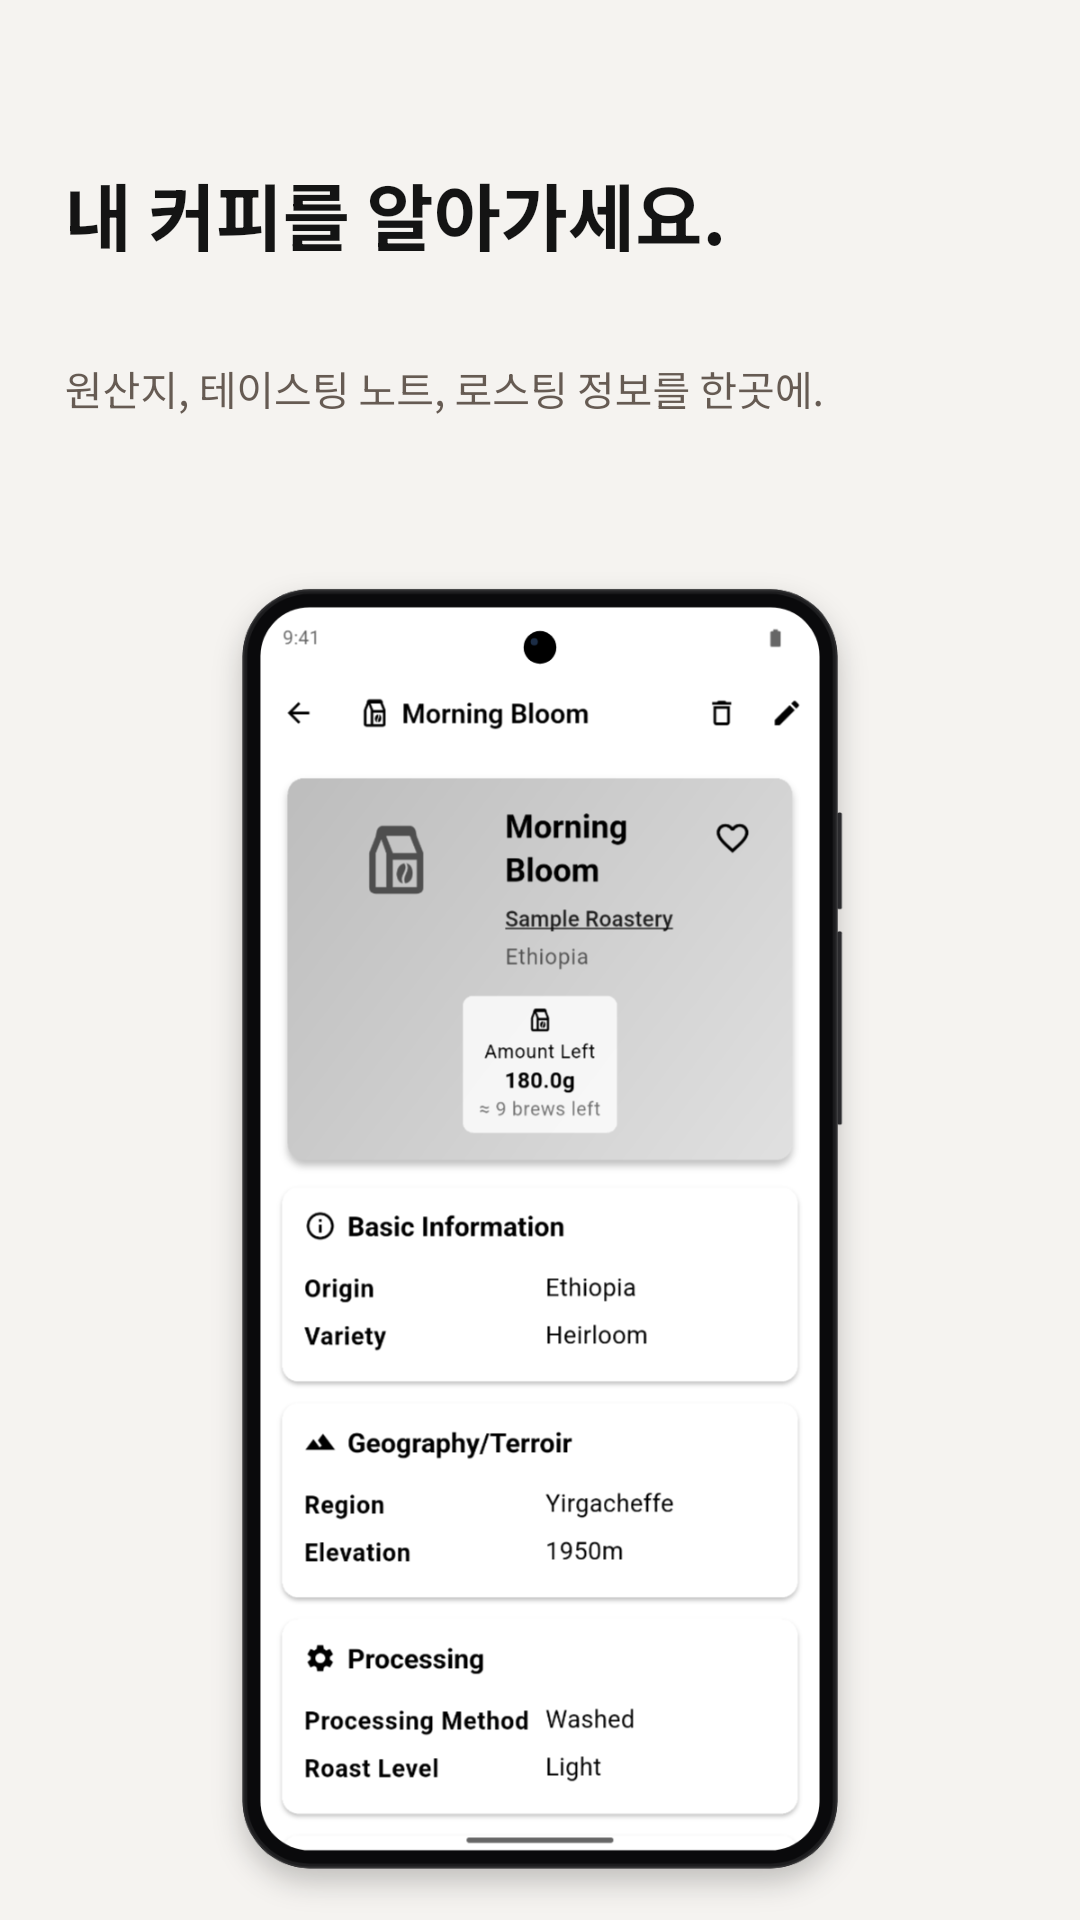 내 커피를 알아가세요.
원산지, 테이스팅 노트, 로스팅 정보를 한곳에.
9:41
Morning Bloom
Morning
Bloom
Sample Roastery
Ethiopia
Amount Left
180.0g
≈ 9 brews left
Basic Information
Origin Ethiopia
Variety Heirloom
Geography/Terroir
Region Yirgacheffe
Elevation 1950m
Processing
Processing Method Washed
Roast Level Light